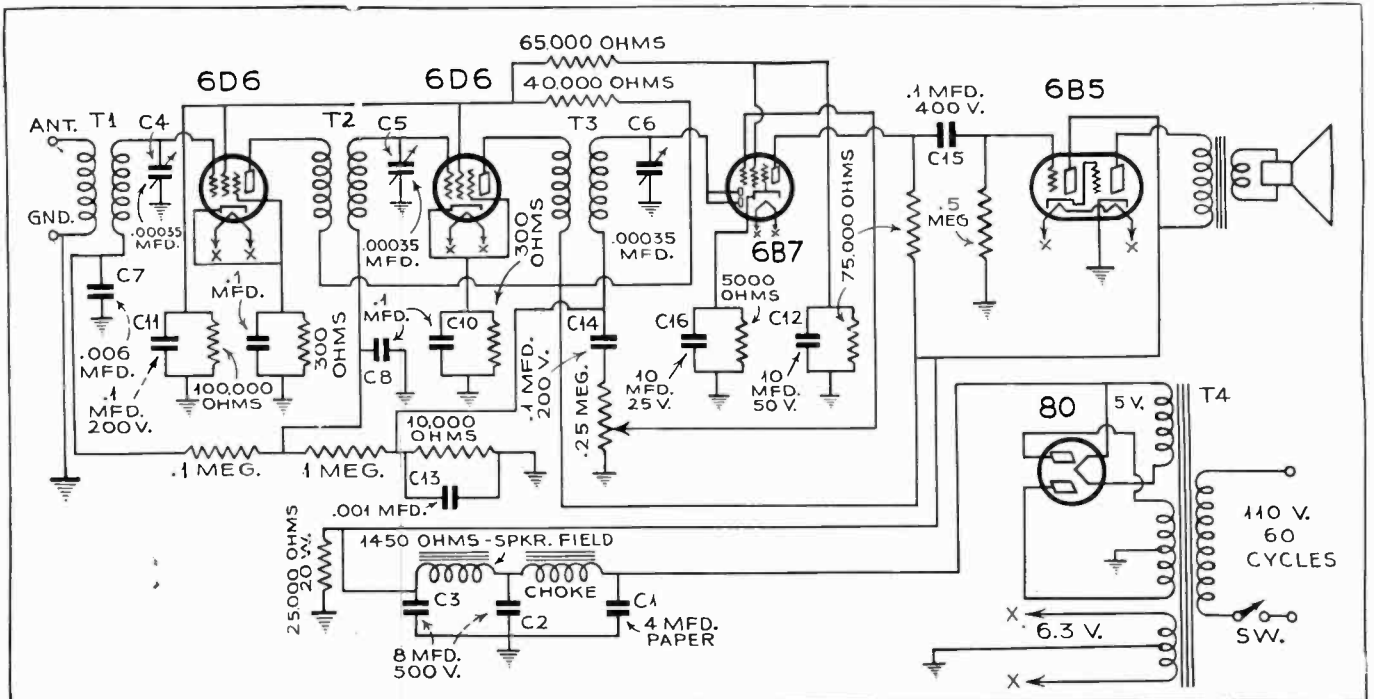 65,000 OHMS
6D6
6D6
40,000 OHMS
6B5
.1 MFD.
400 V.
ANT.
T1
C4
T2
C5
T3
C6
C15
GND.
.00035
MFD.
.00035
MFD.
300
OHMS
.00035
MFD.
6B7
75,000 OHMS
.5
MEG
X
X
X
X
X
X
X
X
C7
.1
MFD.
5000
OHMS
C11
.006
MFD.
.1
MFD.
200 V.
100,000
OHMS
300
OHMS
.1
MFD.
C10
C8
C14
.1 MFD.
200 V.
.25 MEG.
C16
10
MFD.
25 V.
C12
10
MFD.
50 V.
10,000
OHMS
.1 MEG.
1 MEG.
C13
.001 MFD.
80
5 V.
T4
110 V.
60
CYCLES
25,000 OHMS
20 W.
1450 OHMS - SPKR. FIELD
CHOKE
C3
C2
C1
4 MFD.
PAPER
8 MFD.
500 V.
X
6.3 V.
X
SW.